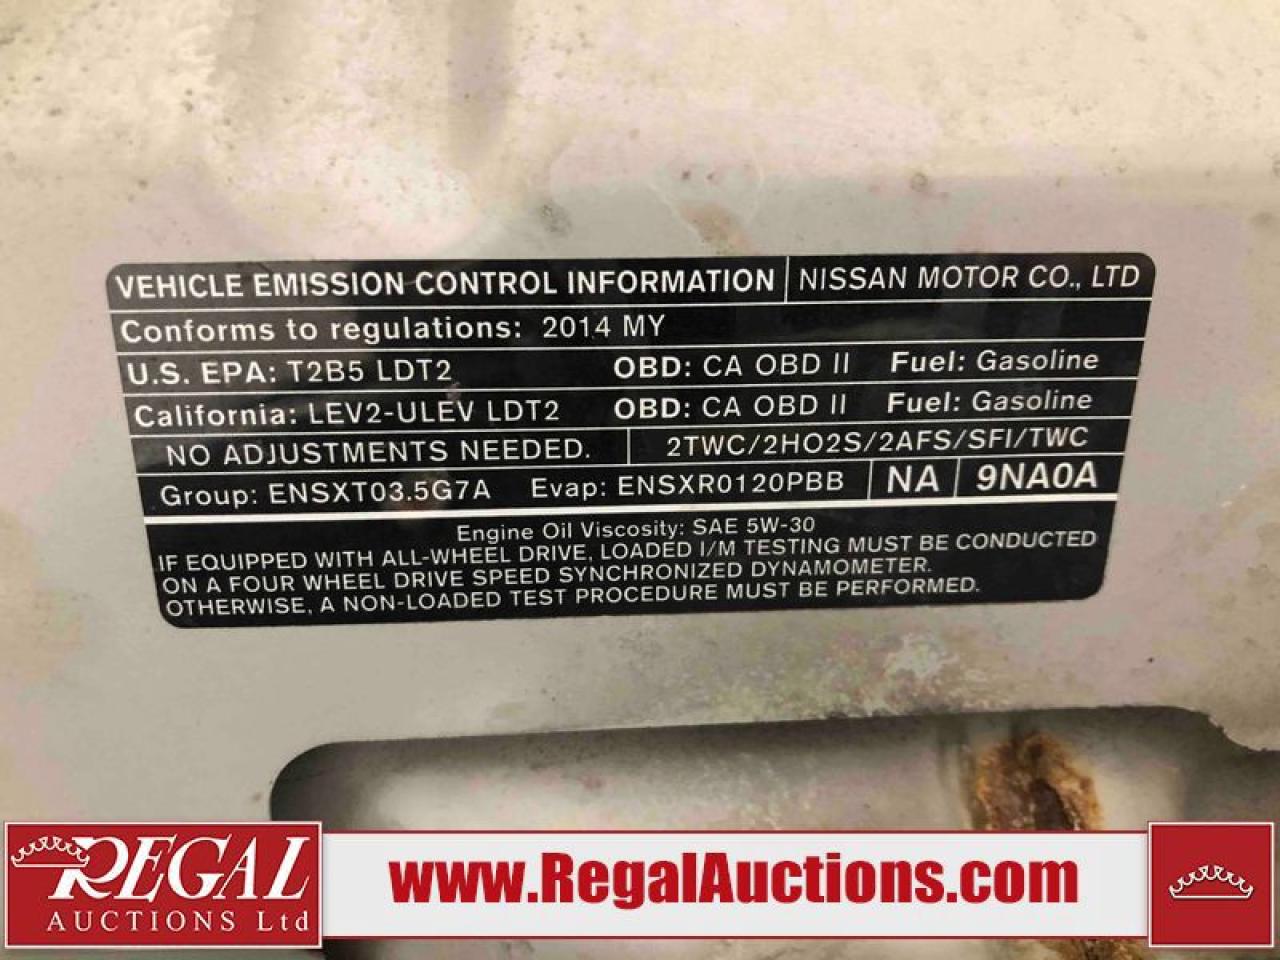 VEHICLE EMISSION CONTROL INFORMATION NISSAN MOTOR CO., LTD
Conforms to regulations: 2014 MY
U.S. EPA: T2B5 LDT2 OBD: CA OBD II Fuel: Gasoline
California: LEV2-ULEV LDT2 OBD: CA OBD II Fuel: Gasoline
NO ADJUSTMENTS NEEDED. 2TWC/2HO2S/2AFS/SFI/TWC
Group: ENSXT03.5G7A Evap: ENSXR0120PBB NA 9NA0A
Engine Oil Viscosity: SAE 5W-30
IF EQUIPPED WITH ALL-WHEEL DRIVE, LOADED I/M TESTING MUST BE CONDUCTED
ON A FOUR WHEEL DRIVE SPEED SYNCHRONIZED DYNAMOMETER.
OTHERWISE, A NON-LOADED TEST PROCEDURE MUST BE PERFORMED.
REGAL
AUCTIONS Ltd
www.RegalAuctions.com